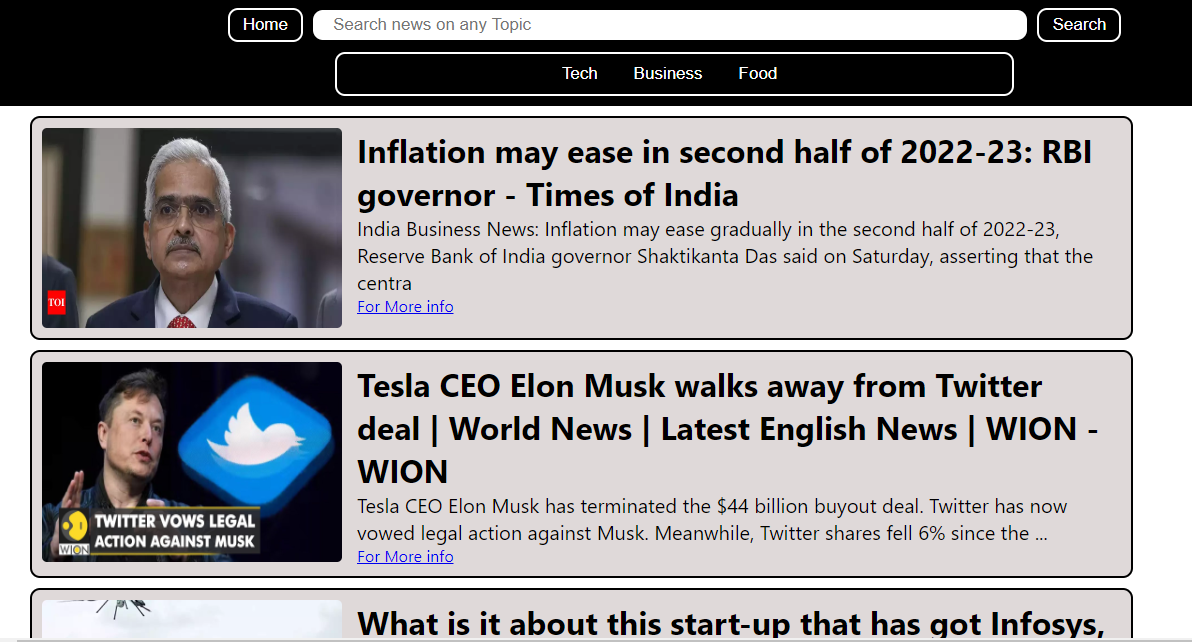 Home
Search news on any Topic
Search
Tech Business Food
Inflation may ease in second half of 2022-23: RBI
governor - Times of India
India Business News: Inflation may ease gradually in the second half of 2022-23,
Reserve Bank of India governor Shaktikanta Das said on Saturday, asserting that the
centra
For More info
TOI
Tesla CEO Elon Musk walks away from Twitter
deal | World News | Latest English News | WION -
WION
Tesla CEO Elon Musk has terminated the $44 billion buyout deal. Twitter has now
vowed legal action against Musk. Meanwhile, Twitter shares fell 6% since the ...
For More info
TWITTER VOWS LEGAL
ACTION AGAINST MUSK
WION
What is it about this start-up that has got Infosys,